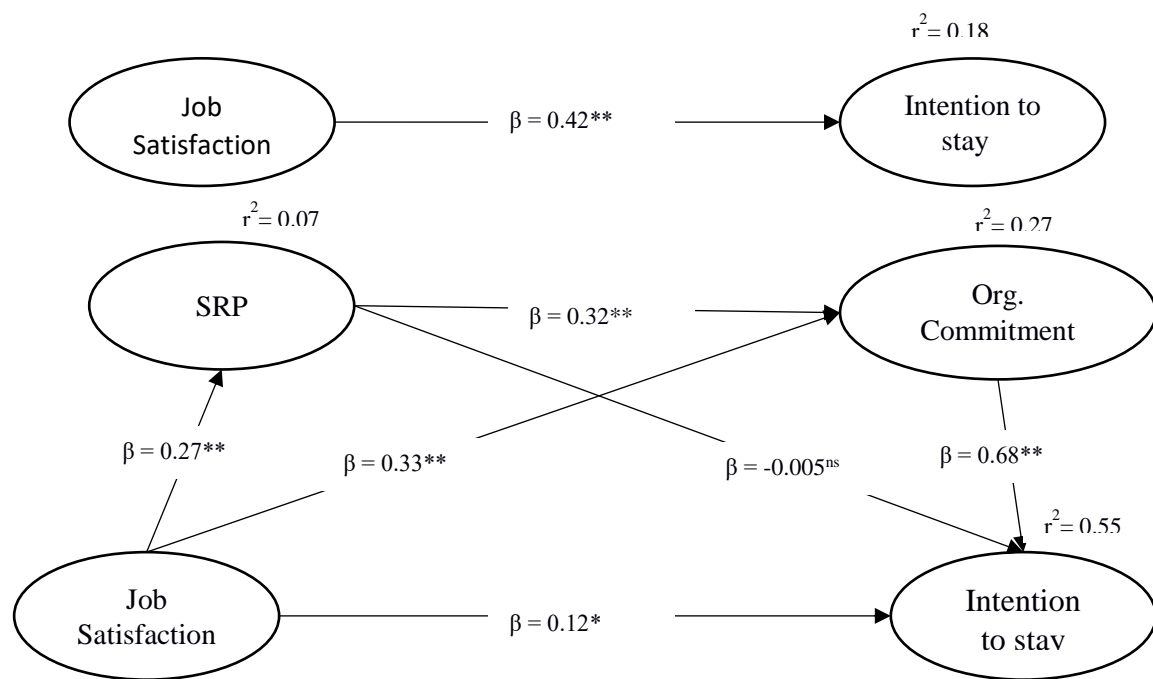 r²= 0.18
Job
Satisfaction
β = 0.42**
Intention to
stay
r²= 0.07
r²= 0.27
SRP
β = 0.32**
Org.
Commitment
β = 0.27**
β = 0.33**
β = -0.005ⁿˢ
β = 0.68**
r²= 0.55
Job
Satisfaction
β = 0.12*
Intention
to stay